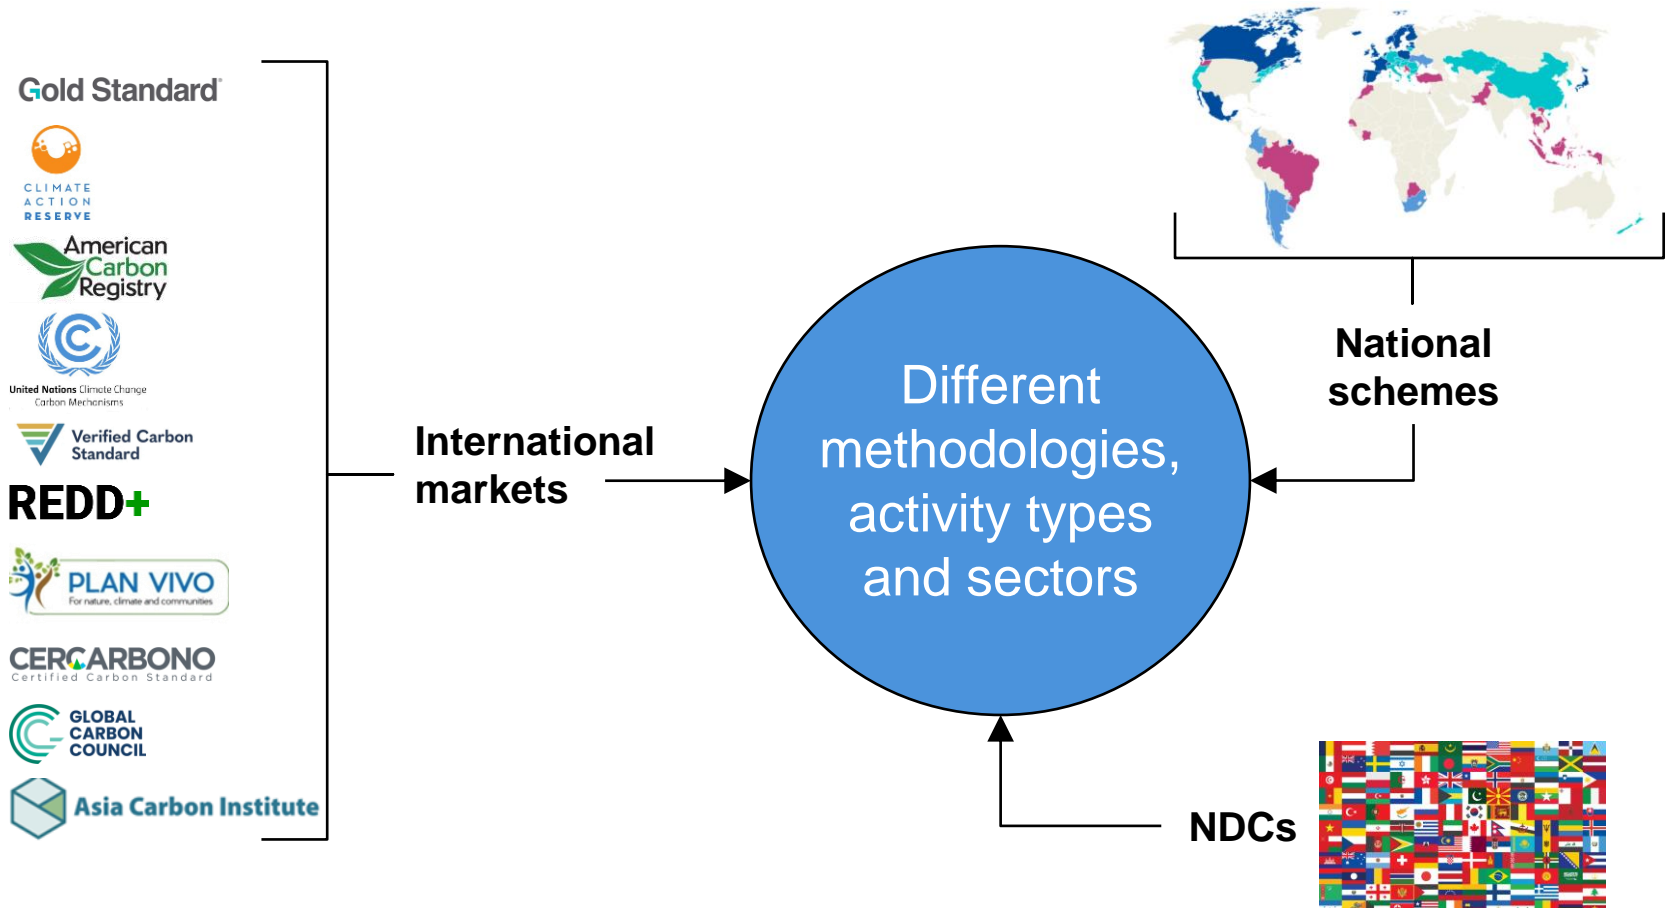 Gold Standard
CLIMATE
ACTION
RESERVE
American
Carbon
Registry
United Nations Climate Change
Carbon Mechanisms
Verified Carbon
Standard
REDD+
PLAN VIVO
For nature, climate and communities
CERCARBONO
Certified Carbon Standard
GLOBAL
CARBON
COUNCIL
Asia Carbon Institute
International
markets
Different
methodologies,
activity types
and sectors
National
schemes
NDCs